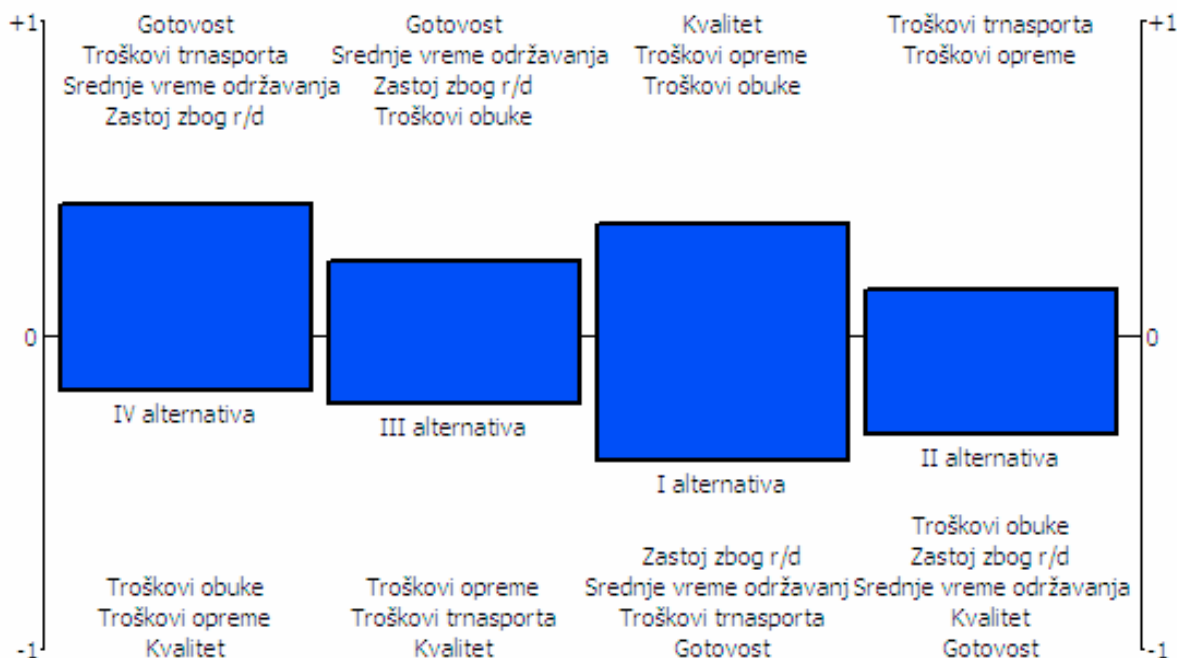 +1
Gotovost
Troškovi trnasporta
Srednje vreme održavanja
Zastoj zbog r/d
Gotovost
Srednje vreme održavanja
Zastoj zbog r/d
Troškovi obuke
Kvalitet
Troškovi opreme
Troškovi obuke
Troškovi trnasporta
Troškovi opreme
+1
0
0
IV alternativa
III alternativa
I alternativa
II alternativa
Troškovi obuke
Troškovi opreme
Kvalitet
Troškovi opreme
Troškovi trnasporta
Kvalitet
Zastoj zbog r/d
Srednje vreme održavanj
Troškovi trnasporta
Gotovost
Troškovi obuke
Zastoj zbog r/d
Srednje vreme održavanja
Kvalitet
Gotovost
-1
-1